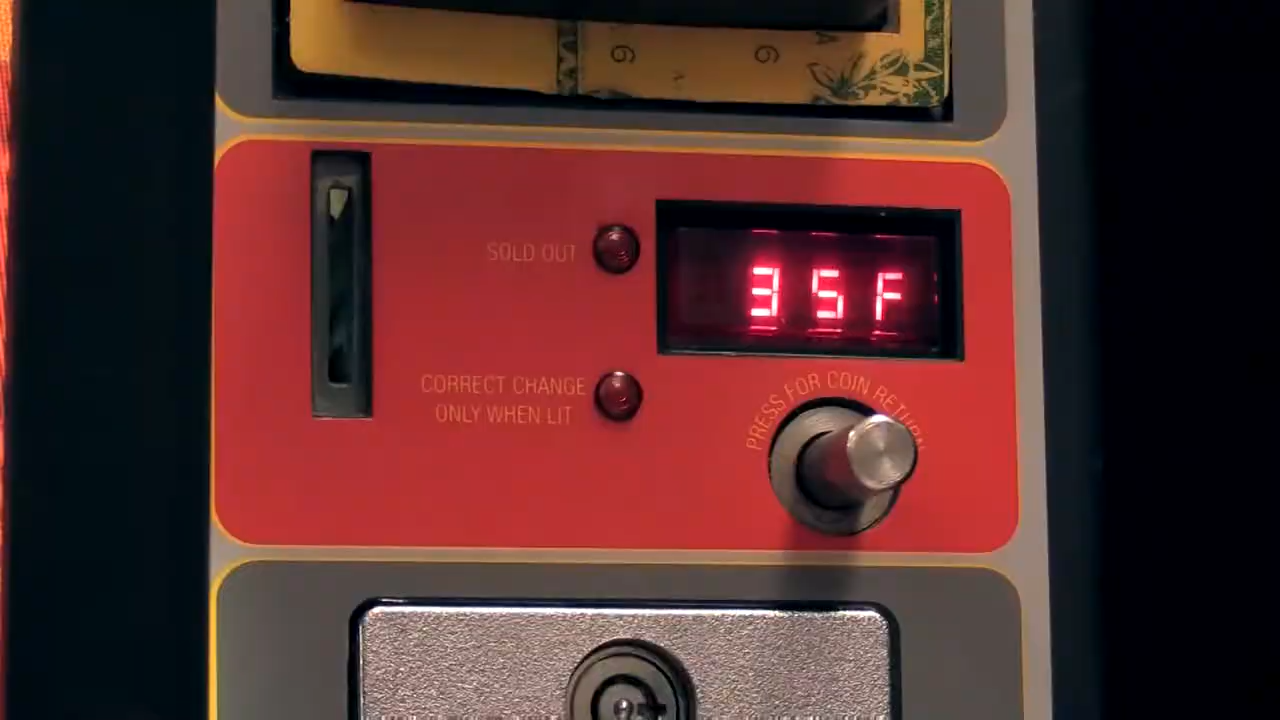 G G A
SOLD OUT
35F
CORRECT CHANGE
ONLY WHEN LIT
PRESS FOR COIN RETURN